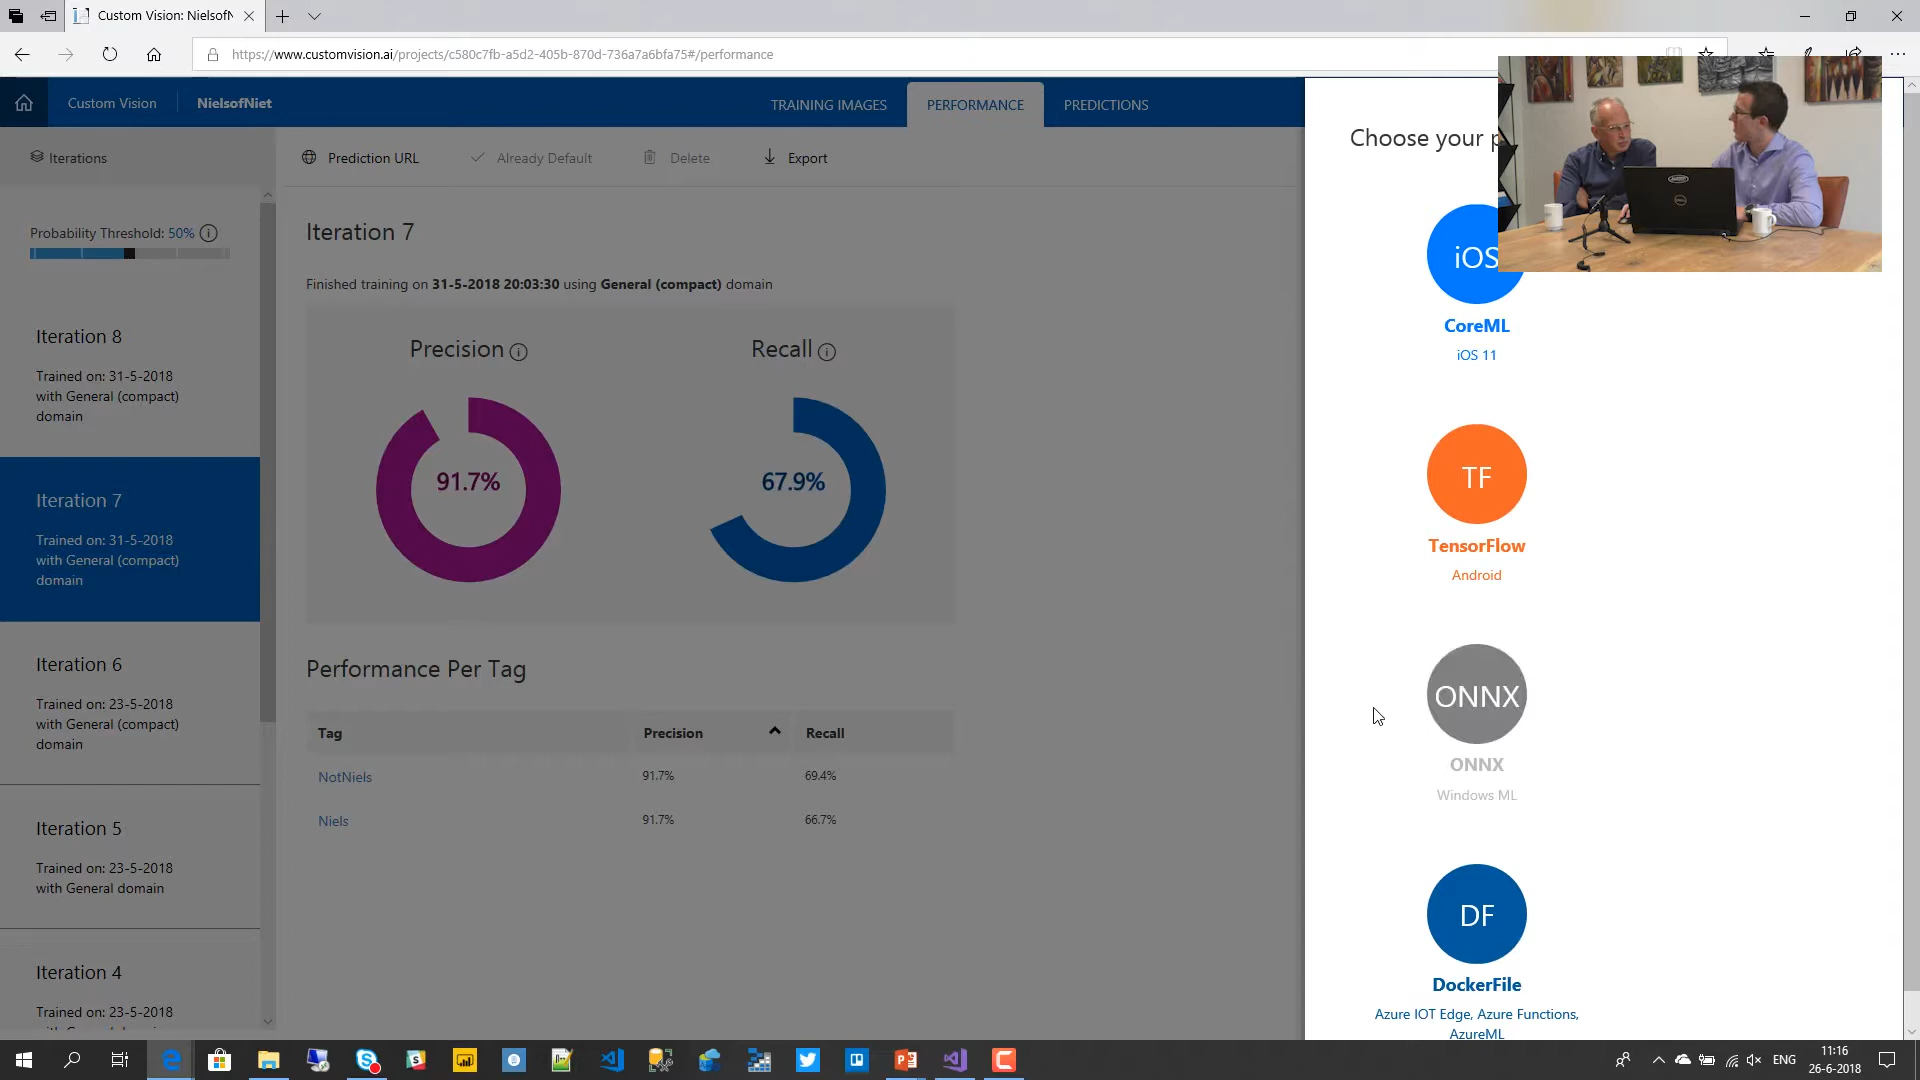 Custom Vision: NielsofN
https://www.customvision.ai/projects/c580c7fb-a5d2-405b-870d-736a7a6bfa75#/performance
Custom Vision
NielsofNiet
TRAINING IMAGES
PERFORMANCE
PREDICTIONS
Iterations
Prediction URL
Already Default
Delete
Export
Probability Threshold: 50%
Iteration 8
Trained on: 31-5-2018
with General (compact)
domain
Iteration 7
Trained on: 31-5-2018
with General (compact)
domain
Iteration 6
Trained on: 23-5-2018
with General (compact)
domain
Iteration 5
Trained on: 23-5-2018
with General domain
Iteration 4
Trained on: 23-5-2018
Iteration 7
Finished training on 31-5-2018 20:03:30 using General (compact) domain
Precision
Recall
91.7%
67.9%
Performance Per Tag
Tag Precision Recall
NotNiels 91.7% 69.4%
Niels 91.7% 66.7%
Choose your p
iOS
CoreML
iOS 11
TF
TensorFlow
Android
ONNX
ONNX
Windows ML
DF
DockerFile
Azure IOT Edge, Azure Functions,
AzureML
ENG
11:16
26-6-2018